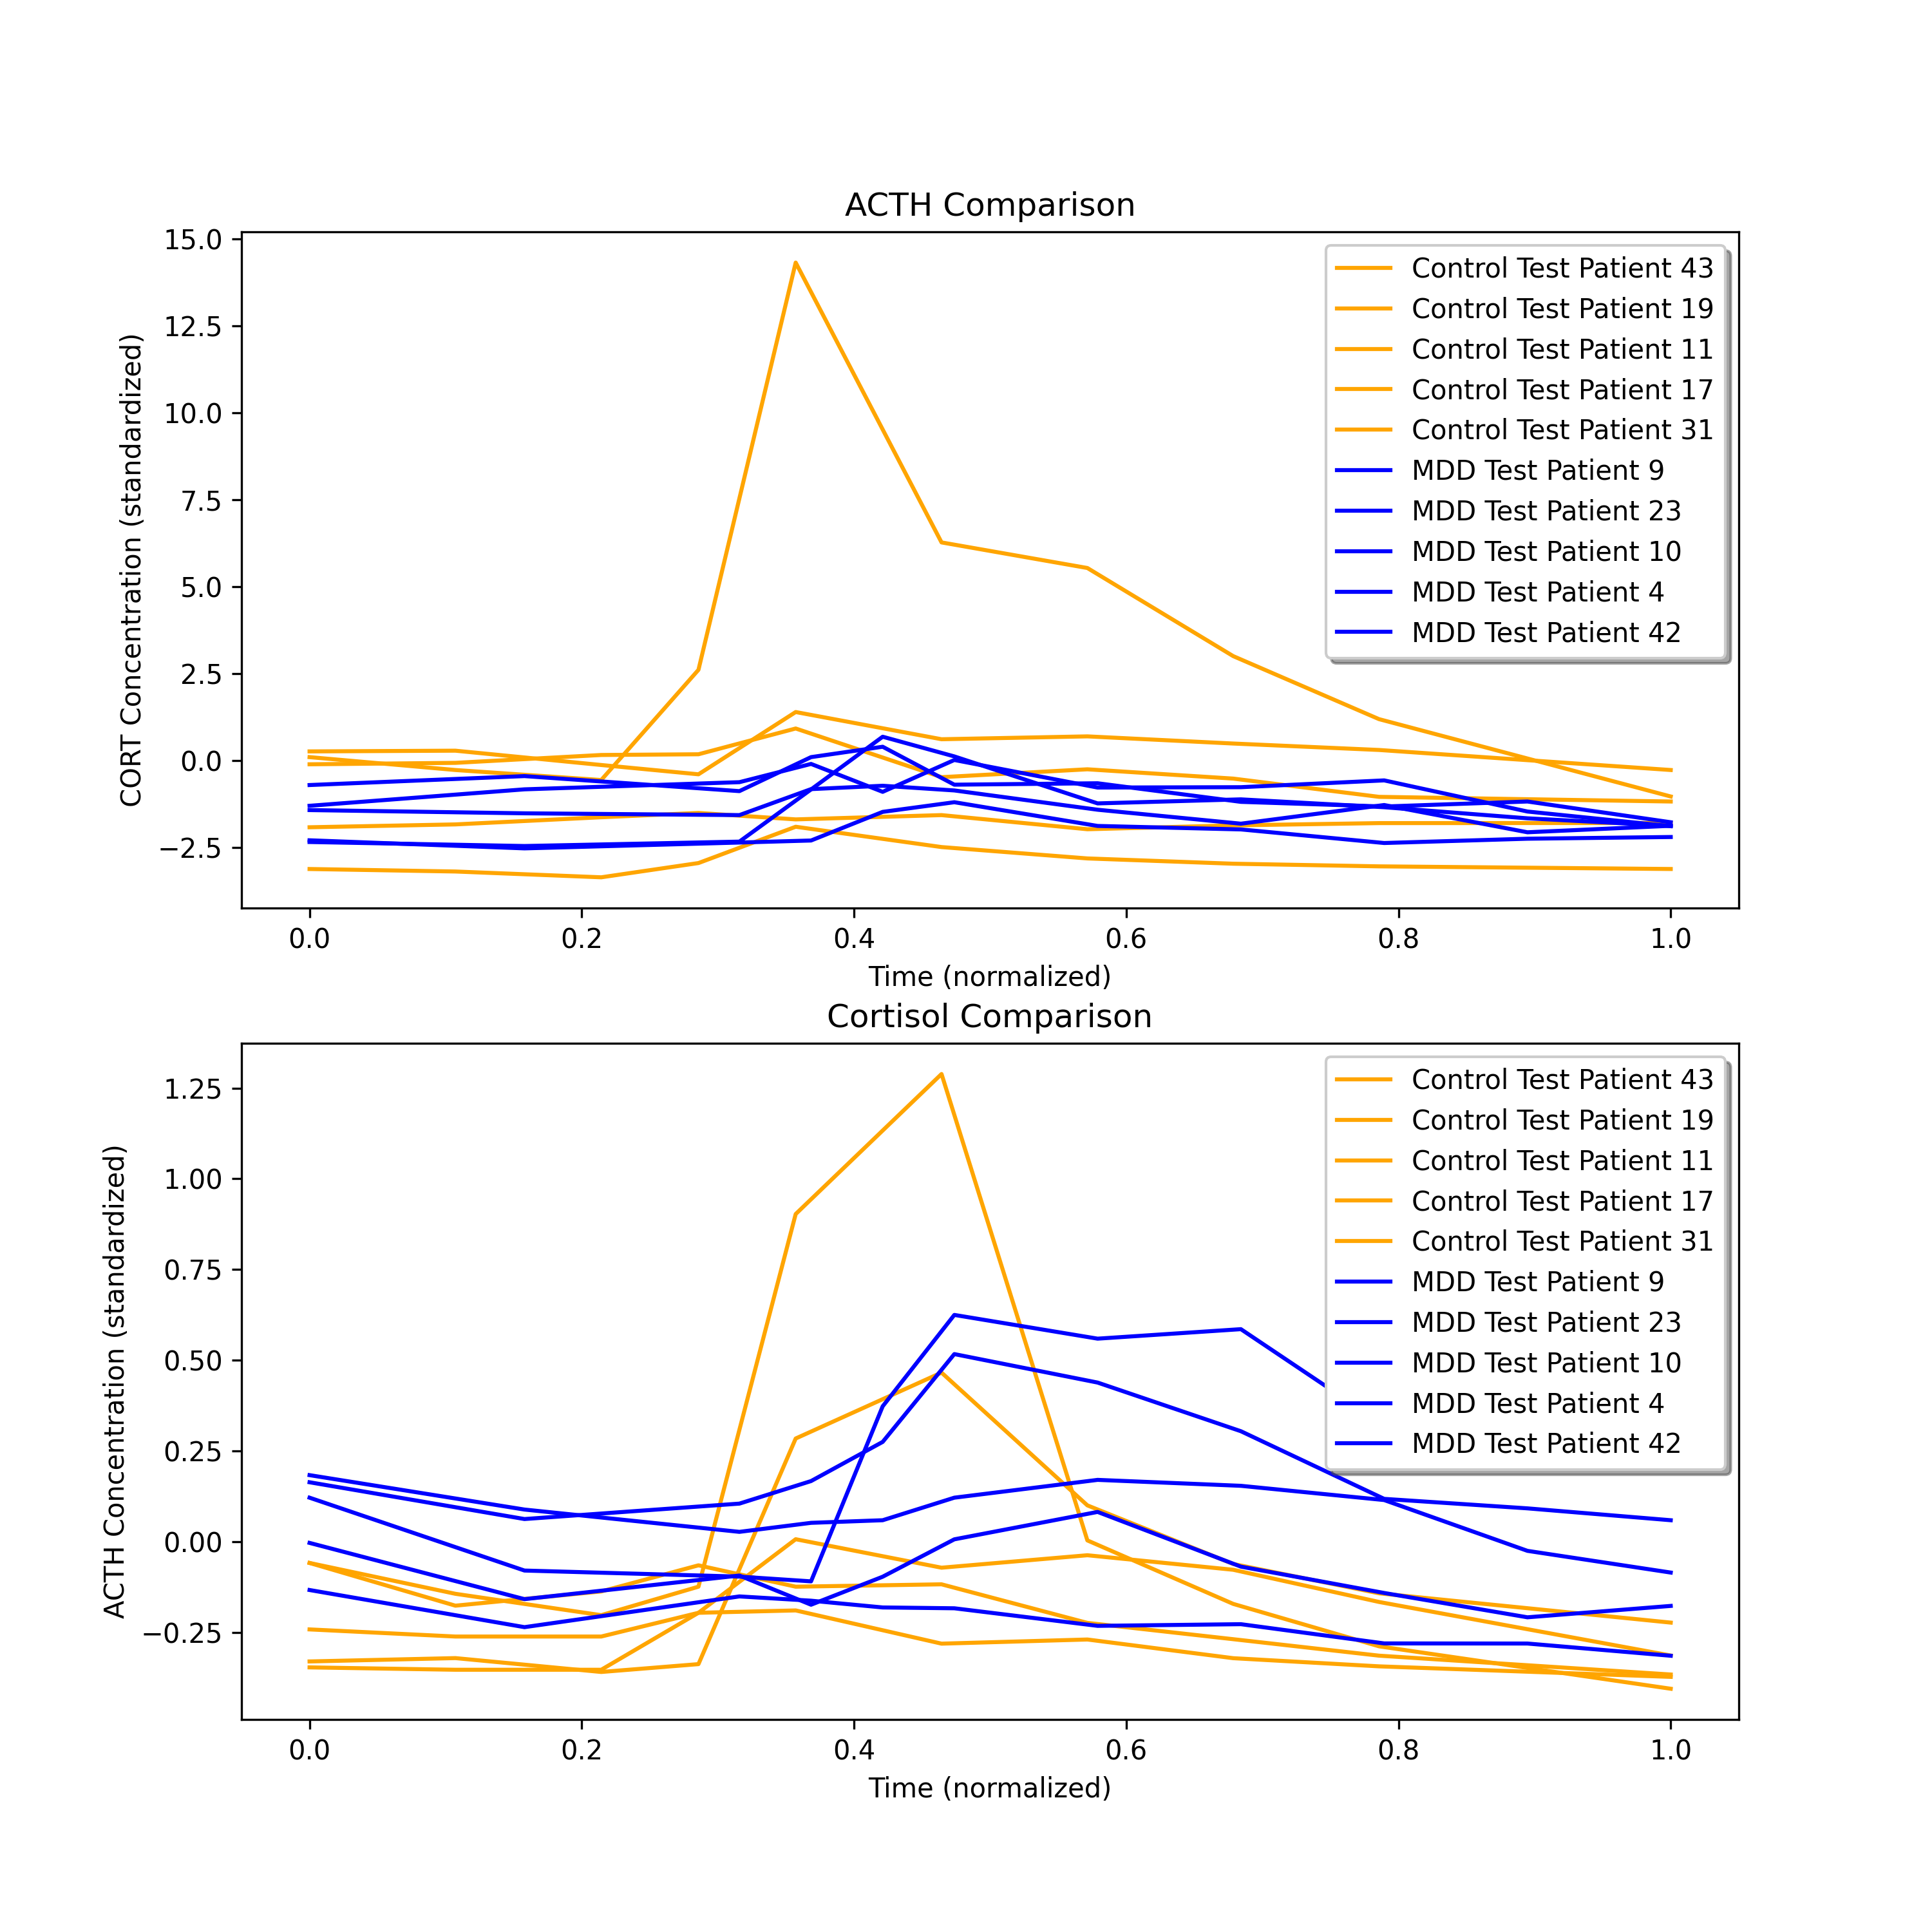 ACTH Comparison
CORT Concentration (standardized)
15.0
12.5
10.0
7.5
5.0
2.5
0.0
−2.5
Control Test Patient 43
Control Test Patient 19
Control Test Patient 11
Control Test Patient 17
Control Test Patient 31
MDD Test Patient 9
MDD Test Patient 23
MDD Test Patient 10
MDD Test Patient 4
MDD Test Patient 42
0.0 0.2 0.4 0.6 0.8 1.0
Time (normalized)
Cortisol Comparison
ACTH Concentration (standardized)
1.25
1.00
0.75
0.50
0.25
0.00
−0.25
Control Test Patient 43
Control Test Patient 19
Control Test Patient 11
Control Test Patient 17
Control Test Patient 31
MDD Test Patient 9
MDD Test Patient 23
MDD Test Patient 10
MDD Test Patient 4
MDD Test Patient 42
0.0 0.2 0.4 0.6 0.8 1.0
Time (normalized)